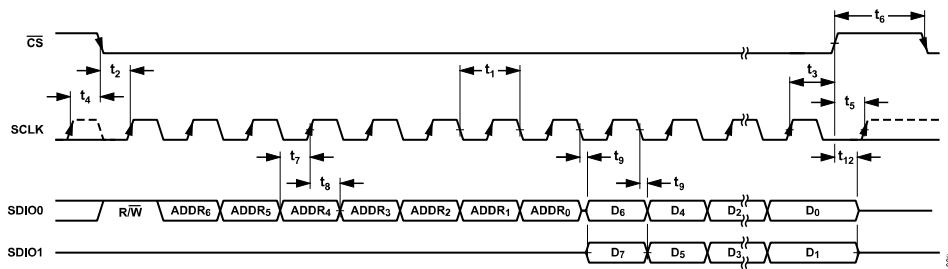 t6
CS
t2
t1
t3
t4
t5
SCLK
t7
t9
t12
t8
t9
SDIO0 R/W ADDR6 ADDR5 ADDR4 ADDR3 ADDR2 ADDR1 ADDR0 D6 D4 D2 D0
SDIO1 D7 D5 D3 D1